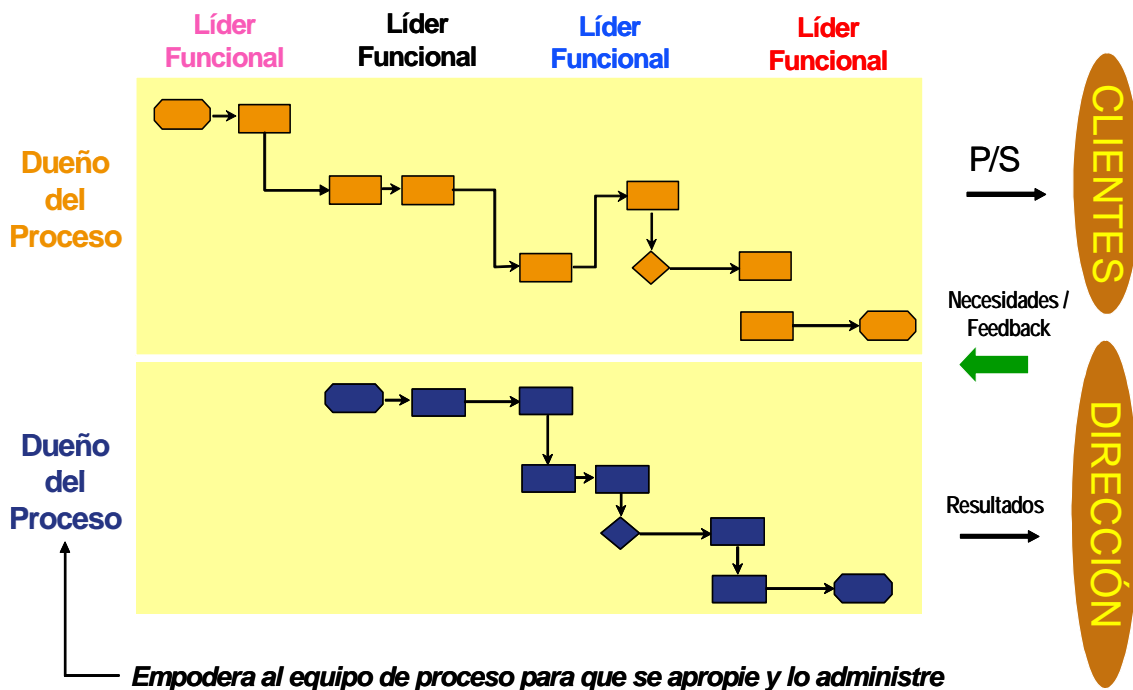 Líder
Funcional
Líder
Funcional
Líder
Funcional
Líder
Funcional
Dueño
del
Proceso
P/S
CLIENTES
Necesidades /
Feedback
Dueño
del
Proceso
Resultados
DIRECCIÓN
Empodera al equipo de proceso para que se apropie y lo administre